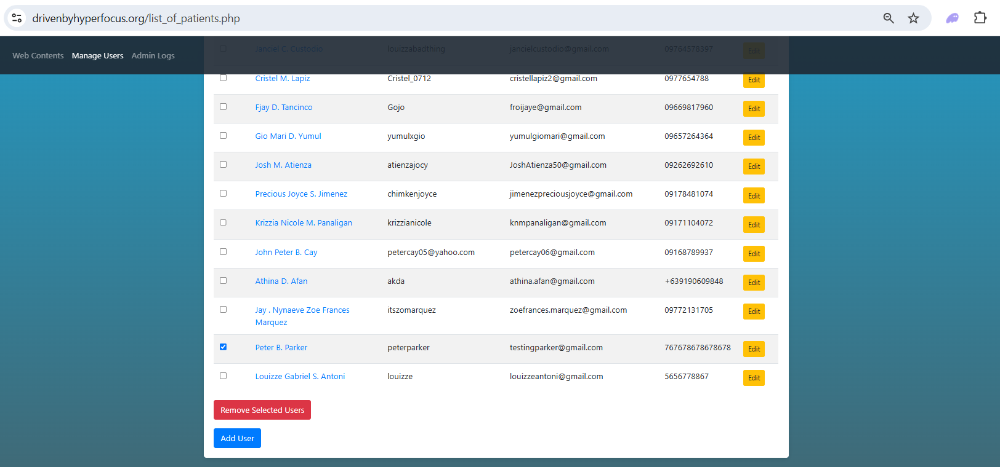 drivenbyhyperfocus.org/list_of_patients.php
Web Contents Manage Users Admin Logs
Janciel C. Custodio louizzabadthing jancielcustodio@gmail.com 09764578397 Edit
Cristel M. Lapiz Cristel_0712 cristellapiz2@gmail.com 0977654788 Edit
Fjay D. Tancinco Gojo froijaye@gmail.com 09669817960 Edit
Gio Mari D. Yumul yumulxgio yumulgiomari@gmail.com 09657264364 Edit
Josh M. Atienza atienzajocy JoshAtienza50@gmail.com 09262692610 Edit
Precious Joyce S. Jimenez chimkenjoyce jimenezpreciousjoyce@gmail.com 09178481074 Edit
Krizzia Nicole M. Panaligan krizzianicole knmpanaligan@gmail.com 09171104072 Edit
John Peter B. Cay petercay05@yahoo.com petercay06@gmail.com 09168789937 Edit
Athina D. Afan akda athina.afan@gmail.com +639190609848 Edit
Jay . Nynaeve Zoe Frances itszomarquez zoefrances.marquez@gmail.com 09772131705 Edit
Marquez
Peter B. Parker peterparker testingparker@gmail.com 767678678678678 Edit
Louizze Gabriel S. Antoni louizze louizzeantoni@gmail.com 5656778867 Edit
Remove Selected Users
Add User